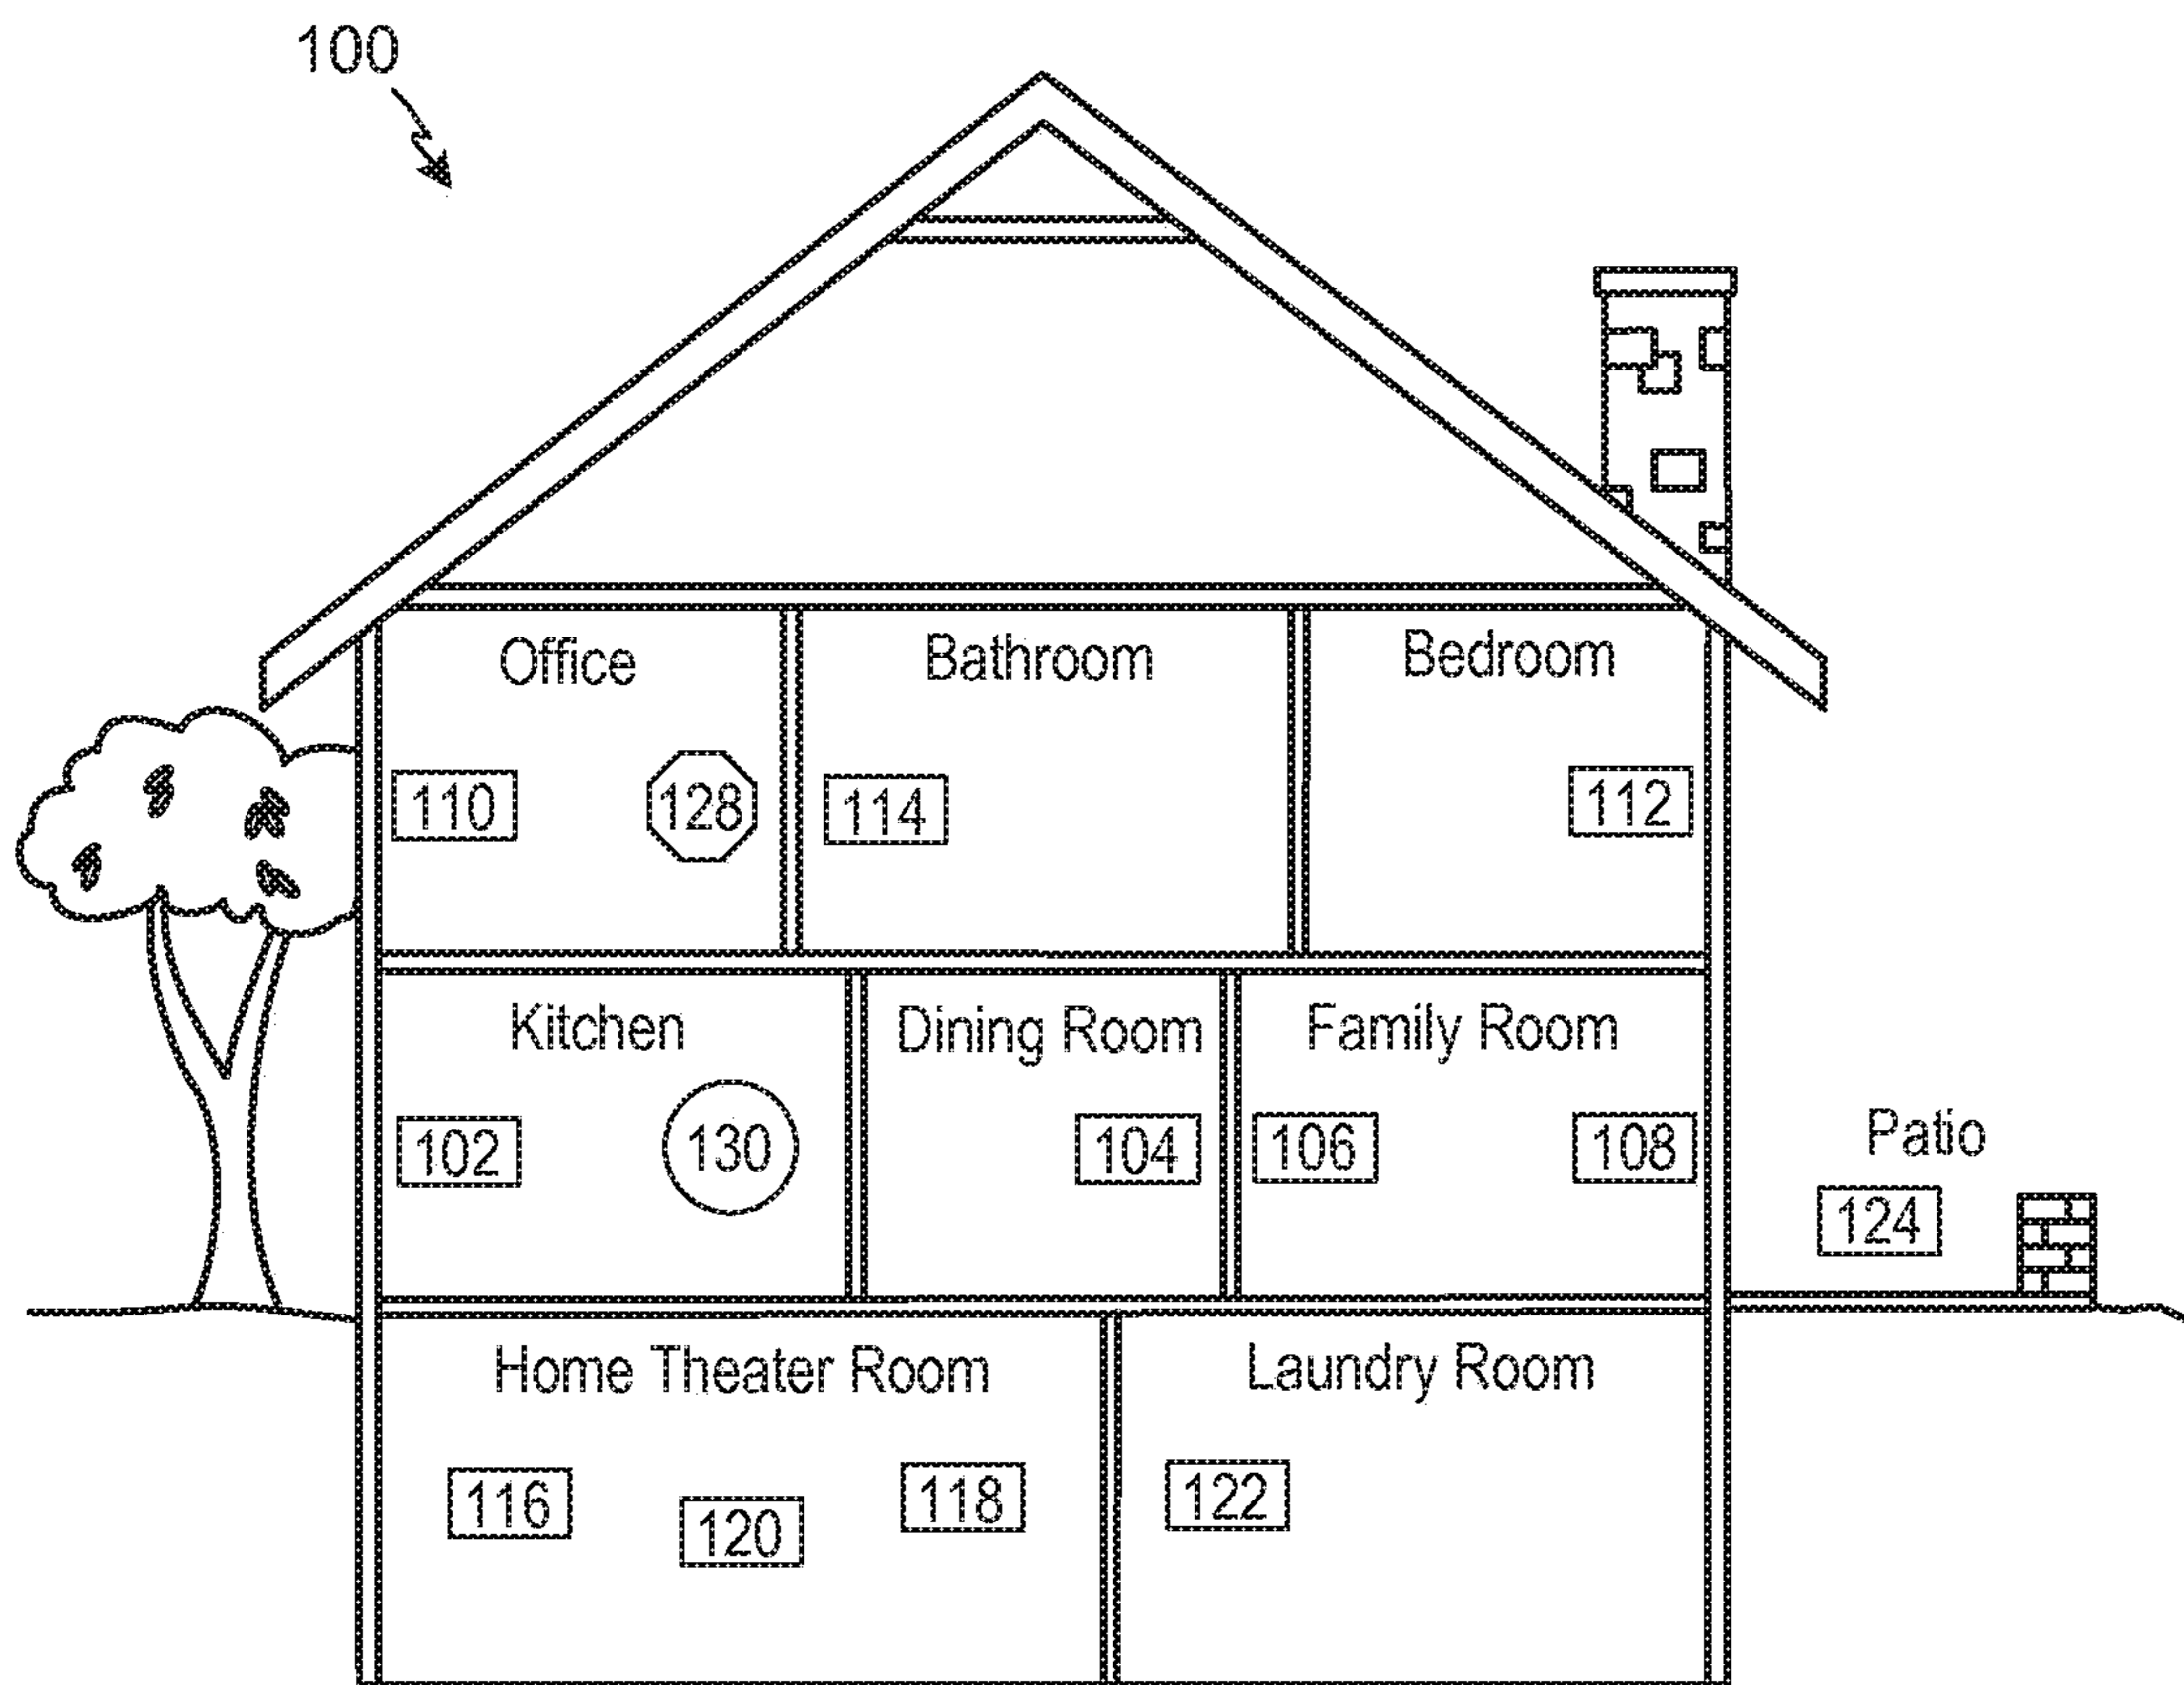 100
Office
Bathroom
Bedroom
110
128
114
112
Kitchen
Dining Room
Family Room
102
130
104
106
108
Patio
124
Home Theater Room
Laundry Room
116
120
118
122